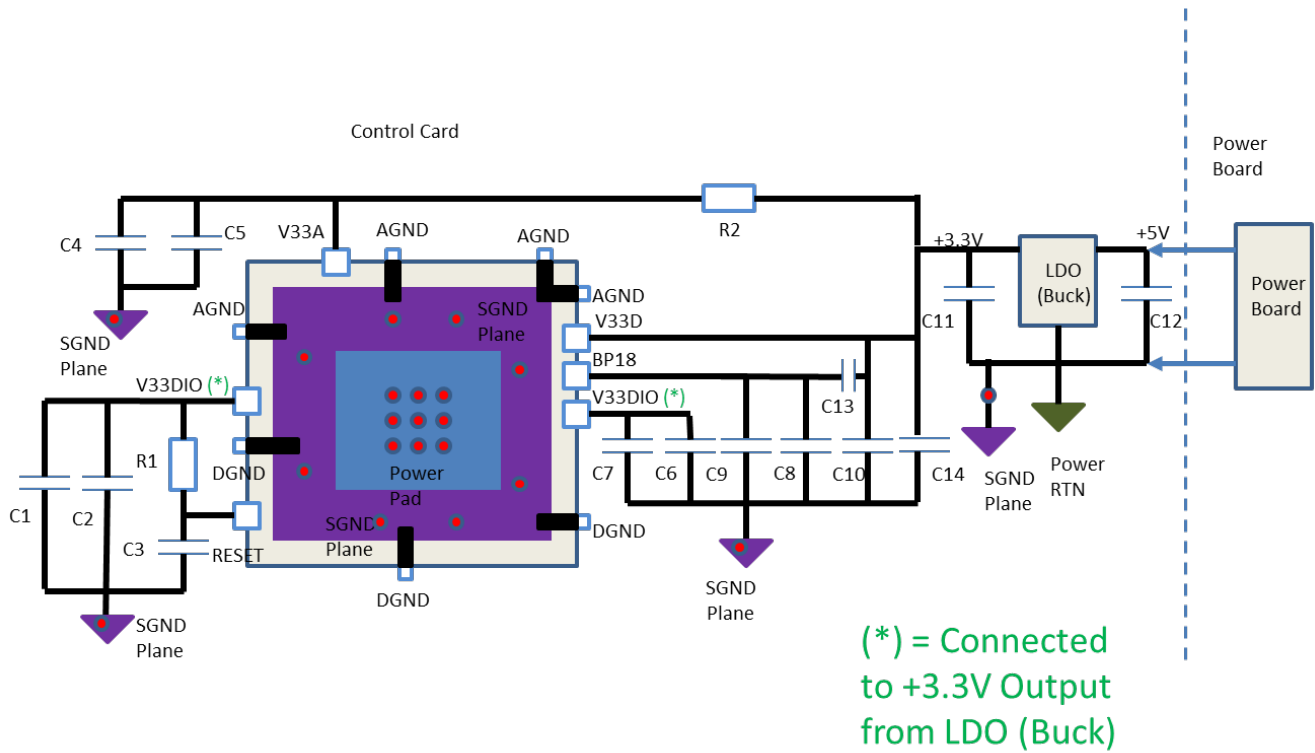 Control Card
Power
Board
R2
C4
C5
V33A
AGND
AGND
+3.3V
+5V
LDO
(Buck)
Power
Board
AGND
AGND
SGND
Plane
V33D
C11
C12
SGND
Plane
BP18
V33DIO (*)
V33DIO (*)
C13
R1
DGND
Power
Pad
C7
C6
C9
C8
C10
C14
SGND
Plane
Power
RTN
C1
C2
C3
RESET
SGND
Plane
DGND
DGND
SGND
Plane
SGND
Plane
(*) = Connected
to +3.3V Output
from LDO (Buck)